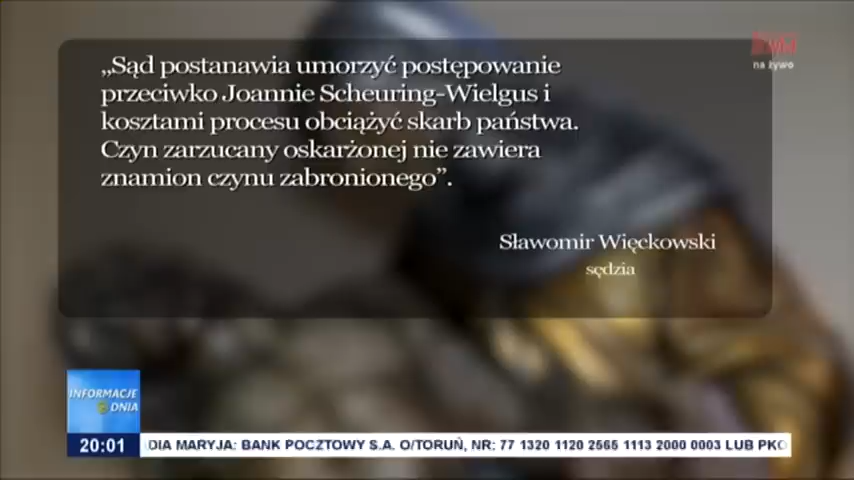 „Sąd postanawia umorzyć postępowanie
przeciwko Joannie Scheuring-Wielgus i
kosztami procesu obciążyć skarb państwa.
Czyn zarzucany oskarżonej nie zawiera
znamion czynu zabronionego”.
Sławomir Więckowski
sędzia
TRWAM
na żywo
INFORMACJE
DNIA
20:01
DIA MARYJA: BANK POCZTOWY S.A. O/TORUŃ, NR: 77 1320 1120 2565 1113 2000 0003 LUB PKO